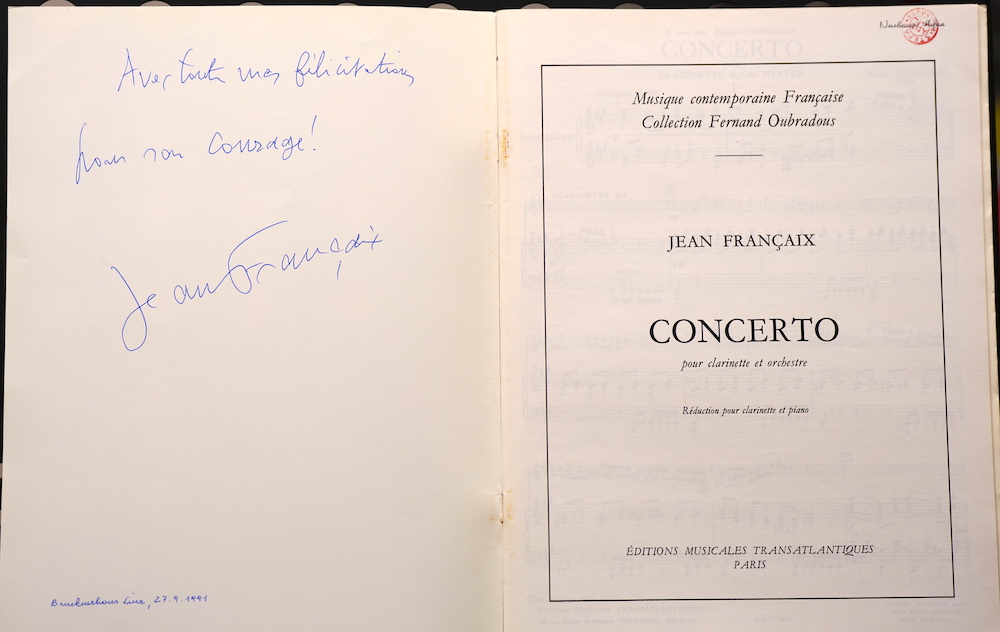 Avec toutes mes félicitations
pour son courage!
Jean Françaix
Brucknerhaus Linz, 27.9.1991
Musique contemporaine Française
Collection Fernand Oubradous
JEAN FRANÇAIX
CONCERTO
pour clarinette et orchestre
Réduction pour clarinette et piano
ÉDITIONS MUSICALES TRANSATLANTIQUES
PARIS